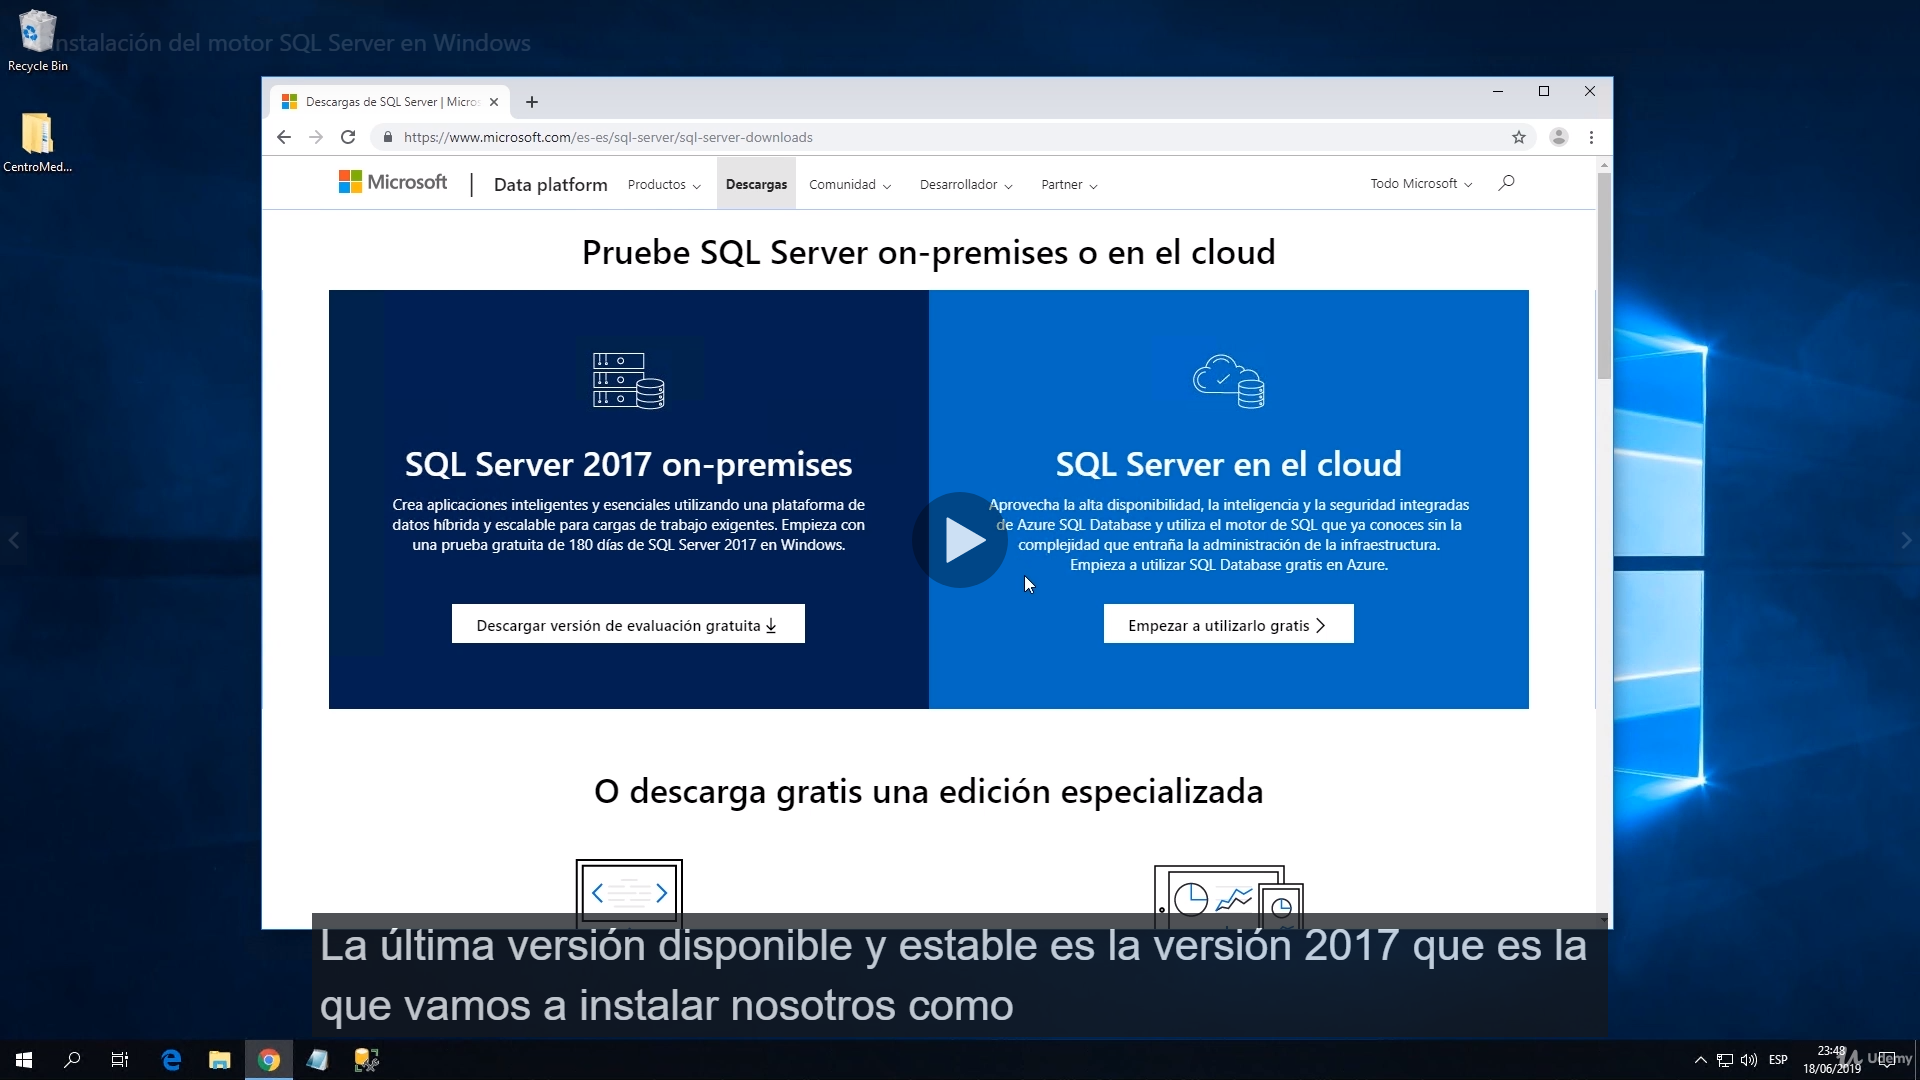 Instalación del motor SQL Server en Windows
Recycle Bin
CentroMed...
Descargas de SQL Server | Micros
https://www.microsoft.com/es-es/sql-server/sql-server-downloads
Microsoft
Data platform
Productos
Descargas
Comunidad
Desarrollador
Partner
Todo Microsoft
Pruebe SQL Server on-premises o en el cloud
SQL Server 2017 on-premises
Crea aplicaciones inteligentes y esenciales utilizando una plataforma de
datos híbrida y escalable para cargas de trabajo exigentes. Empieza con
una prueba gratuita de 180 días de SQL Server 2017 en Windows.
Descargar versión de evaluación gratuita
SQL Server en el cloud
Aprovecha la alta disponibilidad, la inteligencia y la seguridad integradas
de Azure SQL Database y utiliza el motor de SQL que ya conoces sin la
complejidad que entraña la administración de la infraestructura.
Empieza a utilizar SQL Database gratis en Azure.
Empezar a utilizarlo gratis
O descarga gratis una edición especializada
La última versión disponible y estable es la versión 2017 que es la
que vamos a instalar nosotros como
ESP
23:48
18/06/2019
Udemy